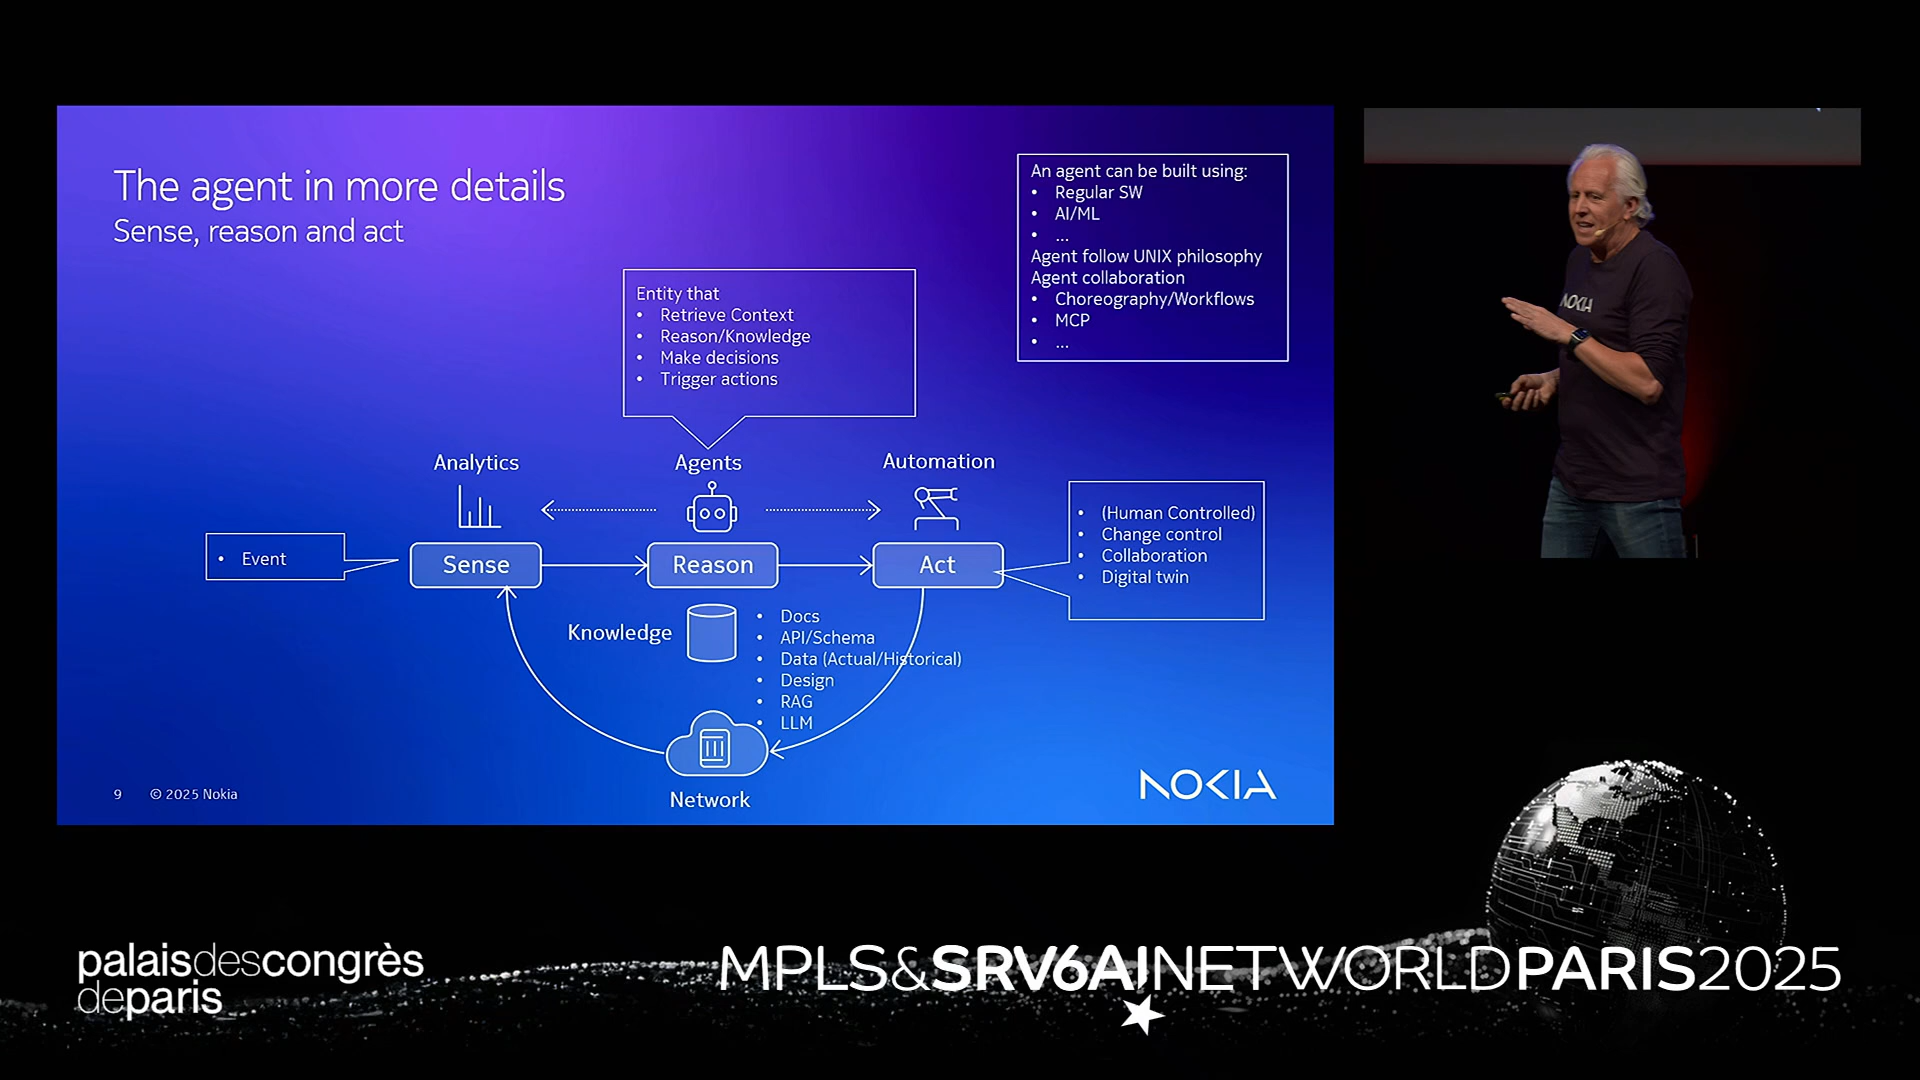 The agent in more details
Sense, reason and act
An agent can be built using:
• Regular SW
• AI/ML
• ...
Agent follow UNIX philosophy
Agent collaboration
• Choreography/Workflows
• MCP
• ...
Entity that
• Retrieve Context
• Reason/Knowledge
• Make decisions
• Trigger actions
Analytics
Agents
Automation
• Event
Sense
Reason
Act
• (Human Controlled)
• Change control
• Collaboration
• Digital twin
Knowledge
• Docs
• API/Schema
• Data (Actual/Historical)
• Design
• RAG
• LLM
Network
9 © 2025 Nokia
NOKIA
NOKIA
palaisdescongrès
deparis
MPLS&SRV6AINETWORLDPARIS2025